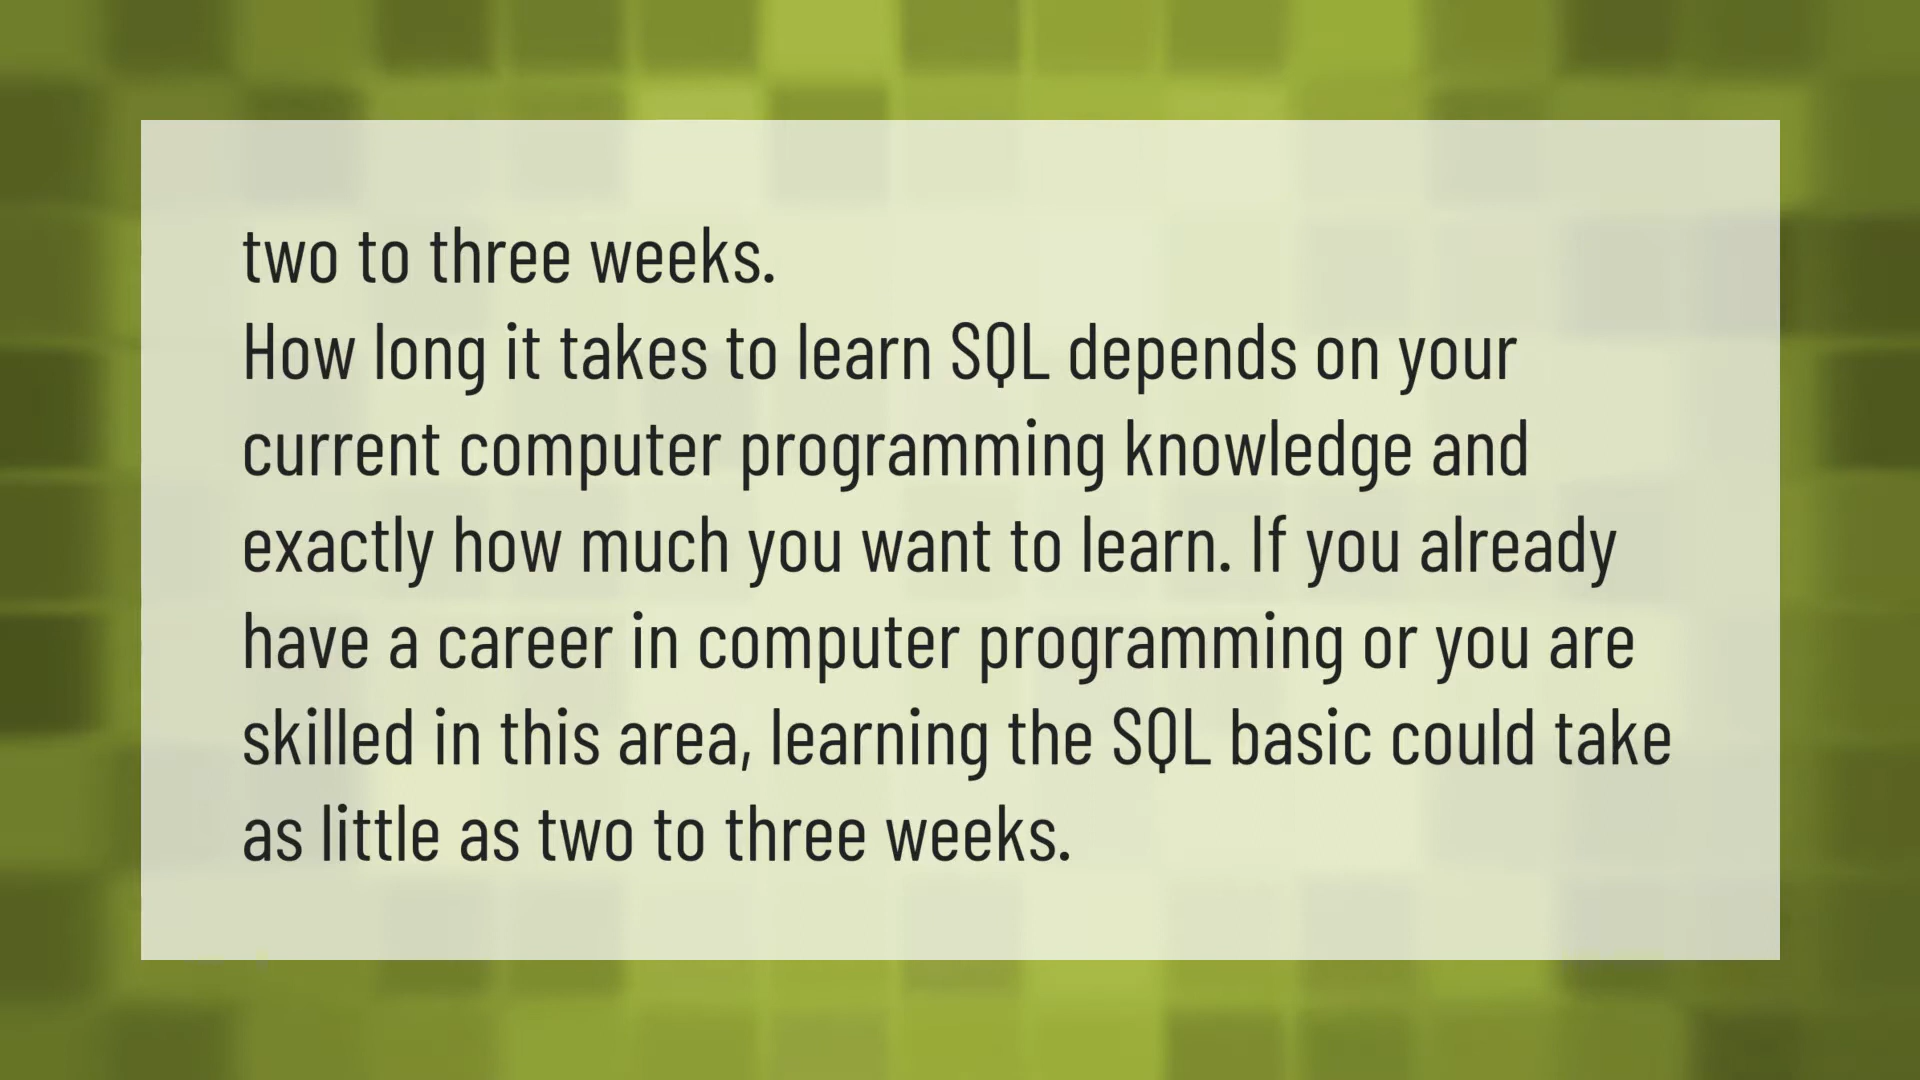 two to three weeks.
How long it takes to learn SQL depends on your
current computer programming knowledge and
exactly how much you want to learn. If you already
have a career in computer programming or you are
skilled in this area, learning the SQL basic could take
as little as two to three weeks.